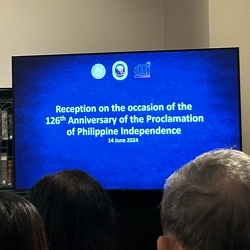 Reception on the occasion of the
126th Anniversary of the Proclamation
of Philippine Independence
14 June 2024